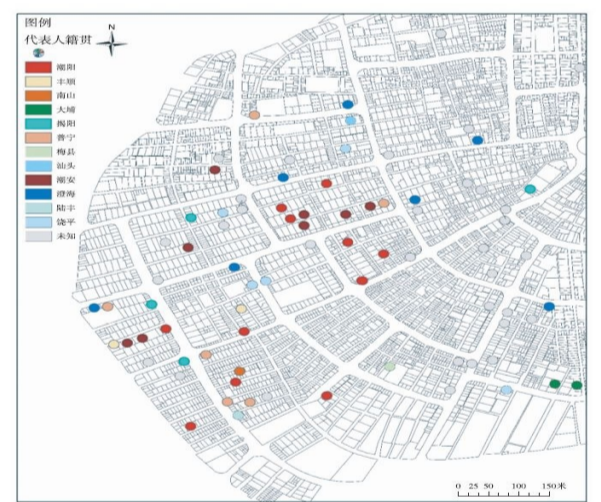 图例
代表人籍贯
N
潮阳
丰顺
南山
大埔
揭阳
普宁
梅县
汕头
潮安
澄海
陆丰
饶平
未知
0 25 50 100 150米